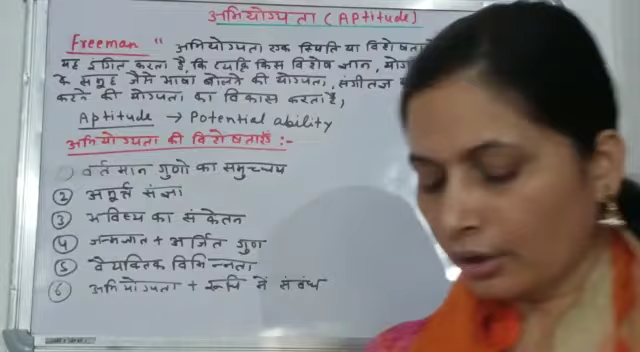 अभियोग्यता (Aptitude)
Freeman " अभियोग्यता एक स्थिति या
यह इंगित करता है, कि व्यक्ति किस विशेष ज्ञान,
के समूह जैसे भाषा बोलने की योग्यता, संगीतज्ञ
करने की योग्यता का विकास करता है,
Aptitude → Potential ability
अभियोग्यता की विशेषताएँ :-
वर्तमान गुणो का समुच्चय
② अमूर्त संज्ञा
③ भविष्य का संकेतन
④ जन्मजात + अर्जित गुण
⑤ वैयक्तिक विभिन्नता
⑥ अभियोग्यता + रूचि में संबंध